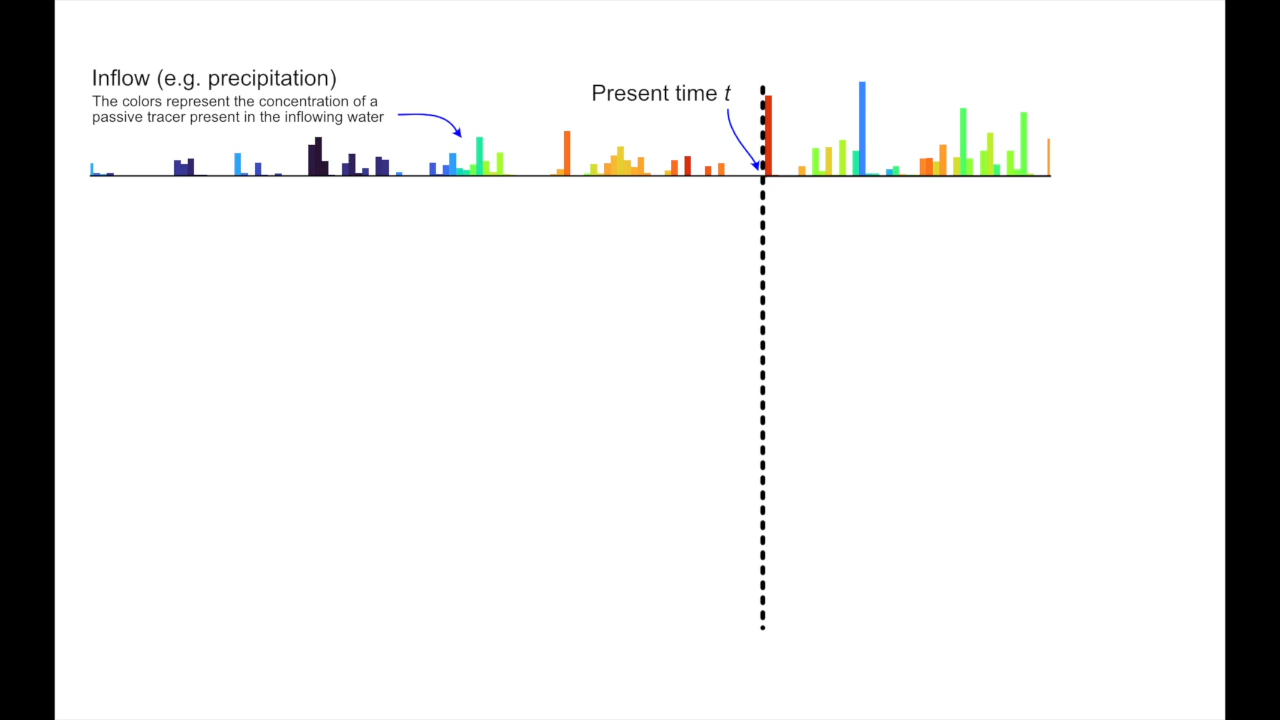 Inflow (e.g. precipitation)
The colors represent the concentration of a
passive tracer present in the inflowing water
Present time t